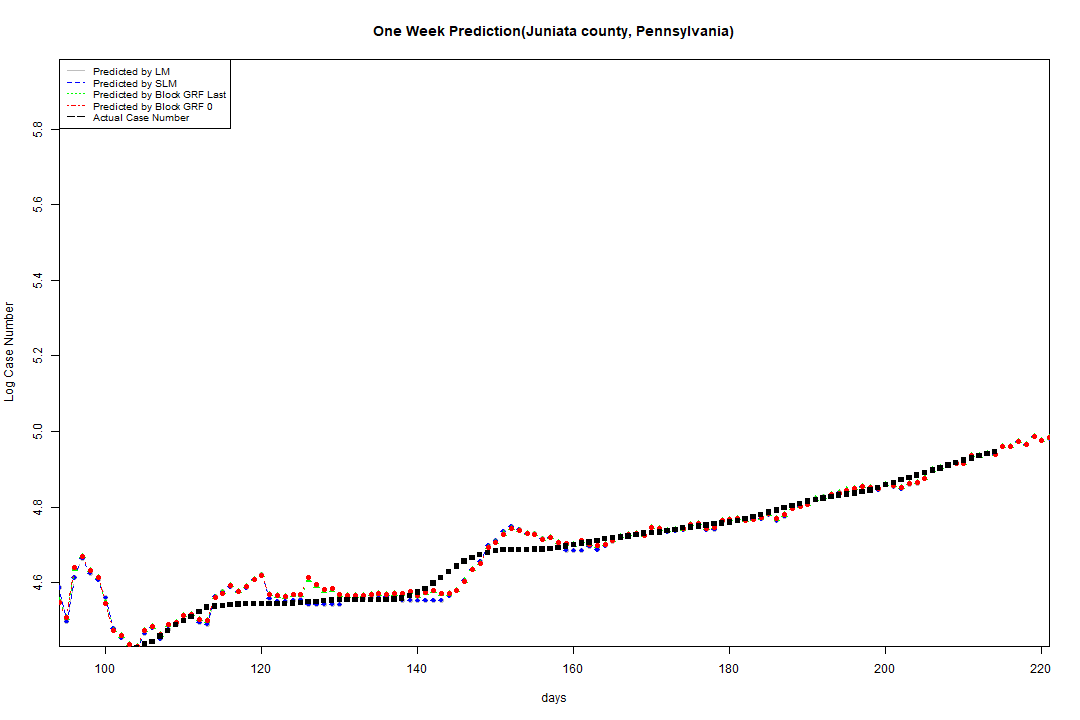 One Week Prediction(Juniata county, Pennsylvania)
Predicted by LM
Predicted by SLM
Predicted by Block GRF Last
Predicted by Block GRF 0
Actual Case Number
5.8
5.6
5.4
5.2
5.0
4.8
4.6
Log Case Number
100 120 140 160 180 200 220
days